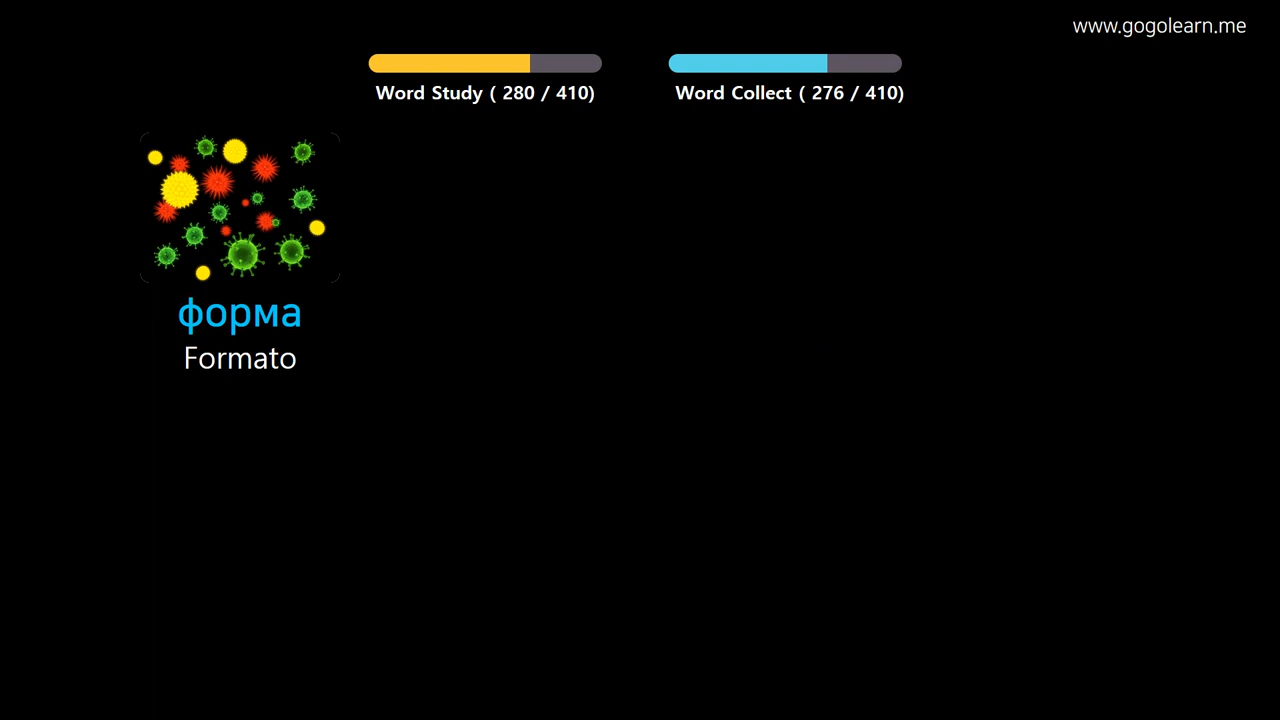 www.gogolearn.me
Word Study ( 280 / 410)
Word Collect ( 276 / 410)
форма
Formato